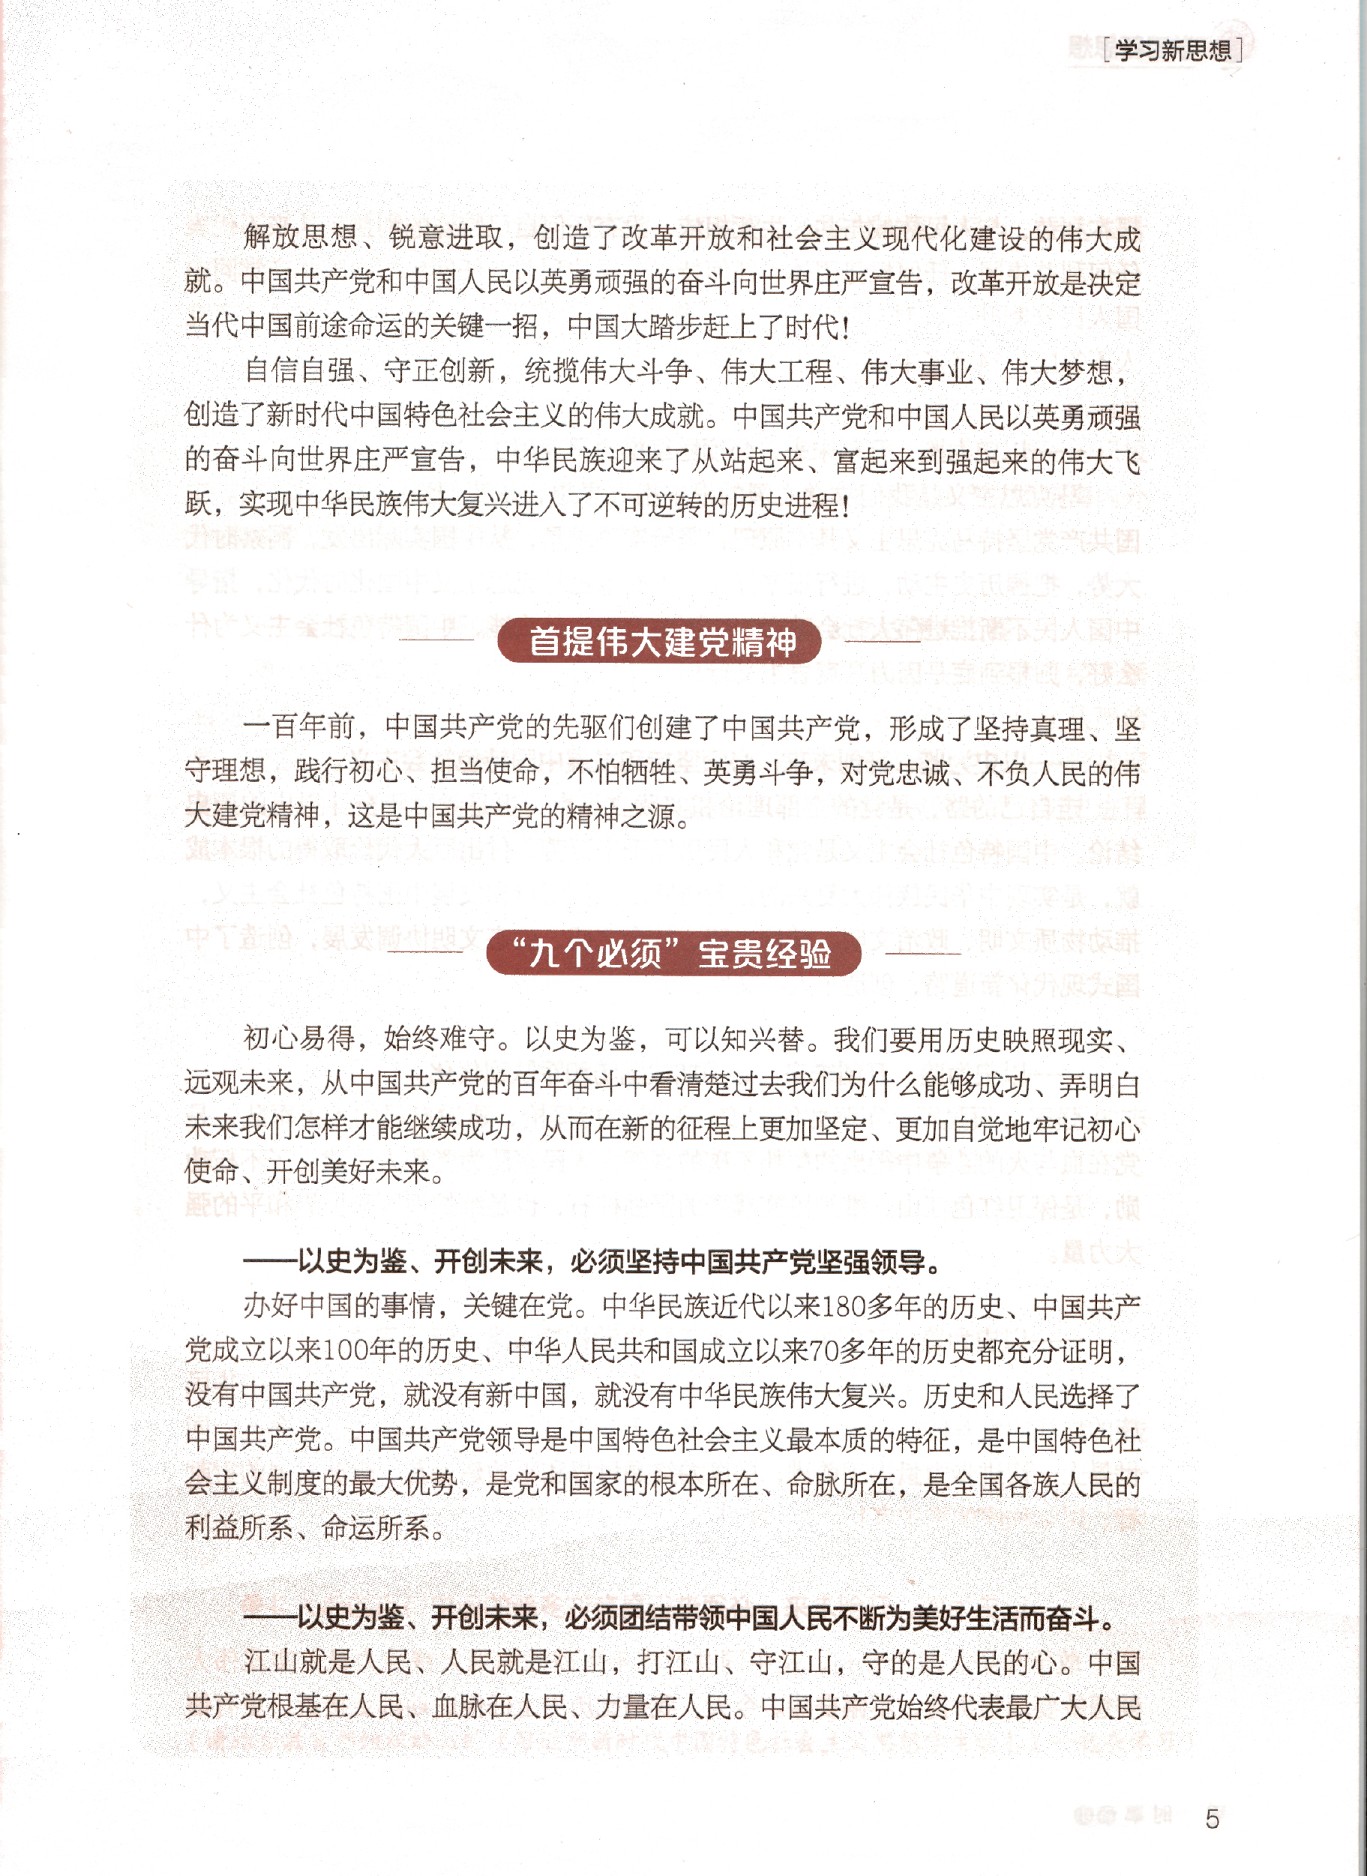 ［学习新思想］
解放思想、锐意进取，创造了改革开放和社会主义现代化建设的伟大成
就。中国共产党和中国人民以英勇顽强的奋斗向世界庄严宣告，改革开放是决定
当代中国前途命运的关键一招，中国大踏步赶上了时代！
自信自强、守正创新，统揽伟大斗争、伟大工程、伟大事业、伟大梦想，
创造了新时代中国特色社会主义的伟大成就。中国共产党和中国人民以英勇顽强
的奋斗向世界庄严宣告，中华民族迎来了从站起来、富起来到强起来的伟大飞
跃，实现中华民族伟大复兴进入了不可逆转的历史进程！
首提伟大建党精神
一百年前，中国共产党的先驱们创建了中国共产党，形成了坚持真理、坚
守理想，践行初心、担当使命，不怕牺牲、英勇斗争，对党忠诚、不负人民的伟
大建党精神，这是中国共产党的精神之源。
“九个必须”宝贵经验
初心易得，始终难守。以史为鉴，可以知兴替。我们要用历史映照现实、
远观未来，从中国共产党的百年奋斗中看清楚过去我们为什么能够成功、弄明白
未来我们怎样才能继续成功，从而在新的征程上更加坚定、更加自觉地牢记初心
使命、开创美好未来。
——以史为鉴、开创未来，必须坚持中国共产党坚强领导。
办好中国的事情，关键在党。中华民族近代以来180多年的历史、中国共产
党成立以来100年的历史、中华人民共和国成立以来70多年的历史都充分证明，
没有中国共产党，就没有新中国，就没有中华民族伟大复兴。历史和人民选择了
中国共产党。中国共产党领导是中国特色社会主义最本质的特征，是中国特色社
会主义制度的最大优势，是党和国家的根本所在、命脉所在，是全国各族人民的
利益所系、命运所系。
——以史为鉴、开创未来，必须团结带领中国人民不断为美好生活而奋斗。
江山就是人民、人民就是江山，打江山、守江山，守的是人民的心。中国
共产党根基在人民、血脉在人民、力量在人民。中国共产党始终代表最广大人民
5